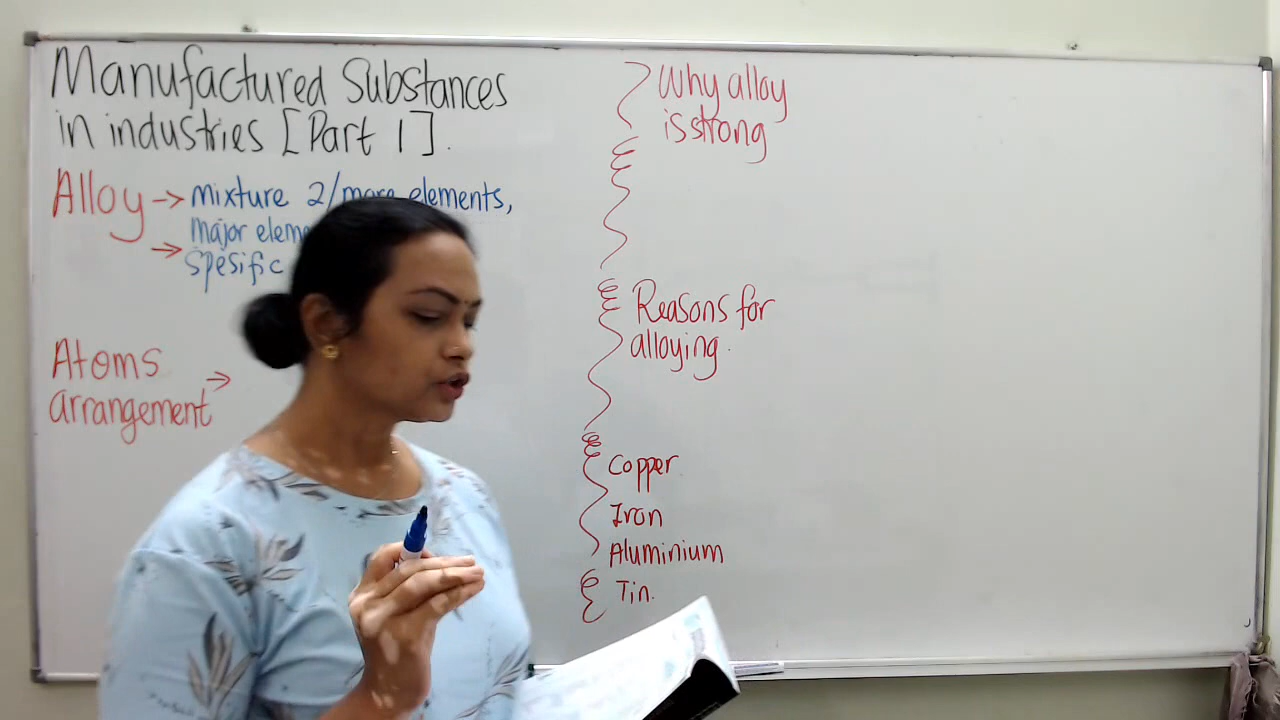 Manufactured Substances
in industries [Part 1].
Alloy → mixture 2/more elements,
major
→ spesific
Atoms
arrangement →
Why alloy
is strong
Reasons for
alloying.
Copper
Iron
Aluminium
Tin.